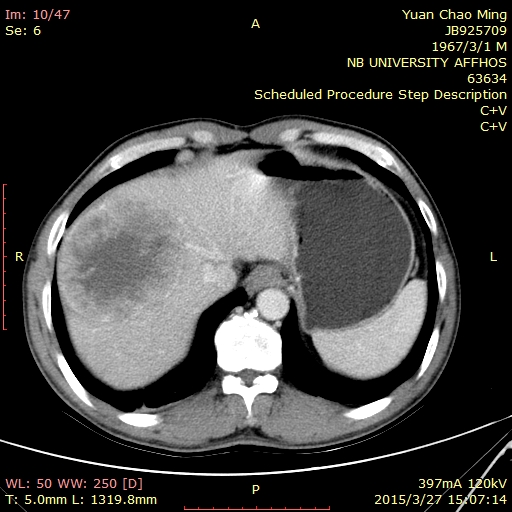 Im: 10/47
Se: 6
A
Yuan Chao Ming
JB925709
1967/3/1 M
NB UNIVERSITY AFFHOS
63634
Scheduled Procedure Step Description
C+V
C+V
R
L
WL: 50 WW: 250 [D]
T: 5.0mm L: 1319.8mm
P
397mA 120kV
2015/3/27 15:07:14